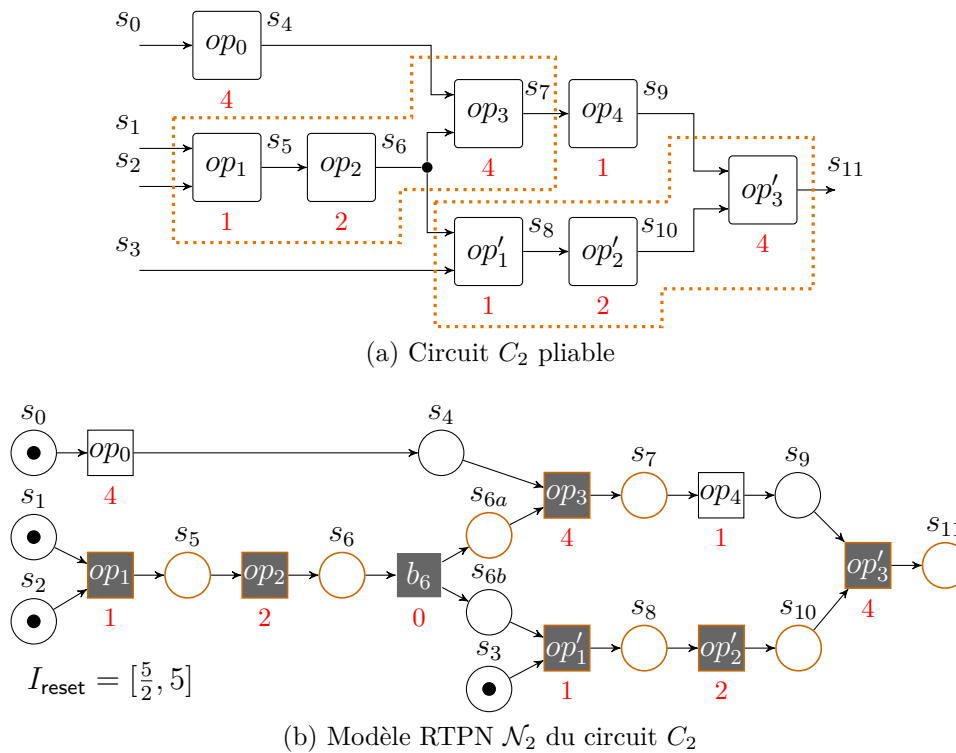 s₀ op₀ s₄
4
s₁ s₂ op₁ s₅ op₂ s₆ op₃ s₇ op₄ s₉
1 2 4 1
s₃ op′₁ s₈ op′₂ s₁₀ op′₃ s₁₁
1 2 4
(a) Circuit C₂ pliable
s₀ op₀ s₄
4
s₁ s₂ op₁ s₅ op₂ s₆ b₆ s₆ₐ op₃ s₇ op₄ s₉
1 2 0 4 1
s₆b s₃ op′₁ s₈ op′₂ s₁₀ op′₃ s₁₁
1 2 4
I_reset = [5/2, 5]
(b) Modèle RTPN 𝒩₂ du circuit C₂